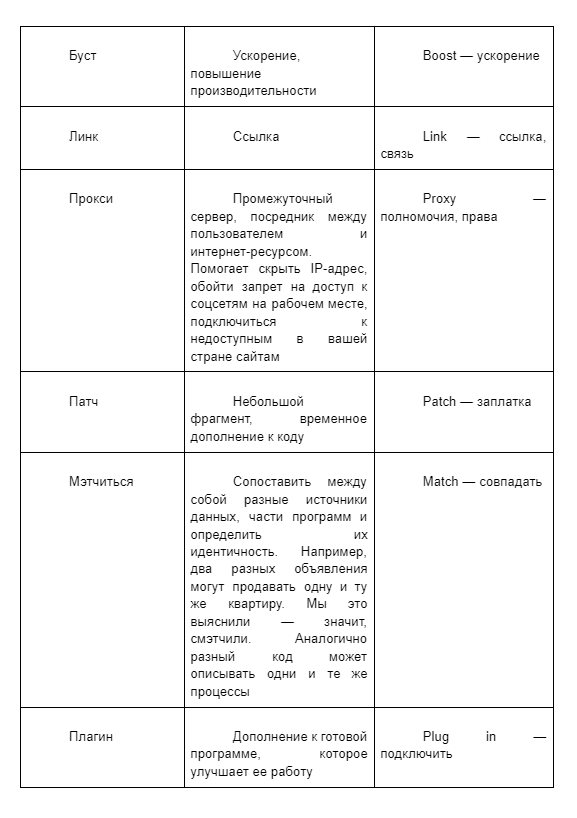 Буст
Ускорение,
повышение
производительности
Boost — ускорение
Линк
Ссылка
Link — ссылка,
связь
Прокси
Промежуточный
сервер, посредник между
пользователем и
интернет-ресурсом.
Помогает скрыть IP-адрес,
обойти запрет на доступ к
соцсетям на рабочем месте,
подключиться к
недоступным в вашей
стране сайтам
Proxy —
полномочия, права
Патч
Небольшой
фрагмент, временное
дополнение к коду
Patch — заплатка
Мэтчиться
Сопоставить между
собой разные источники
данных, части программ и
определить их
идентичность. Например,
два разных объявления
могут продавать одну и ту
же квартиру. Мы это
выяснили — значит,
смэтчили. Аналогично
разный код может
описывать одни и те же
процессы
Match — совпадать
Плагин
Дополнение к готовой
программе, которое
улучшает ее работу
Plug in —
подключить